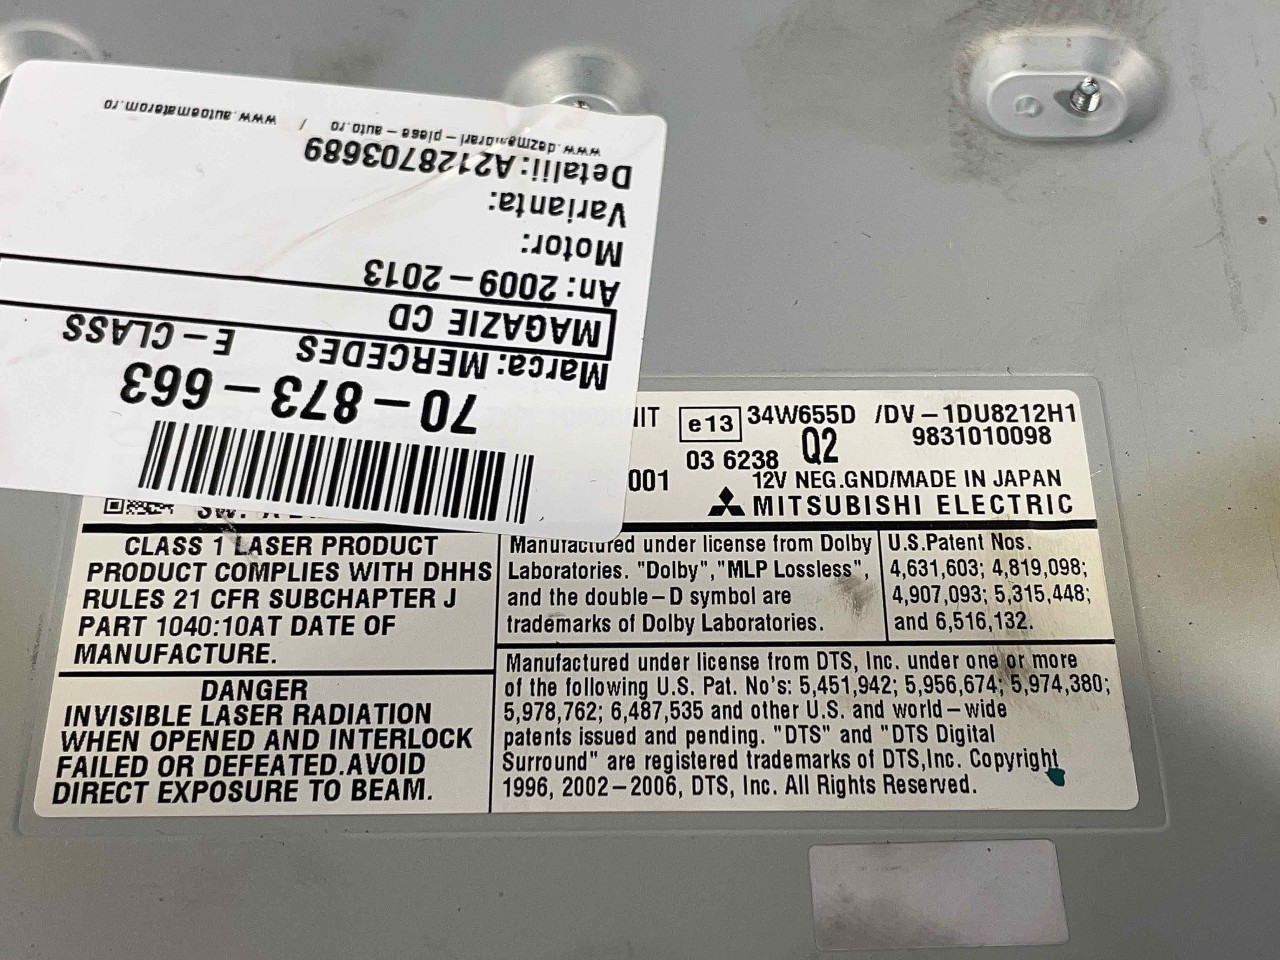 70-873-663
Marca: MERCEDES E-CLASS
MAGAZIE CD
An: 2009-2013
Motor:
Varianta:
Detalii: A2128703689
www.dezmembrari-piese-auto.ro / www.autoematerom.ro
e13 34W655D /DV-1DU8212H1
03 6238 Q2 9831010098
001 12V NEG.GND/MADE IN JAPAN
MITSUBISHI ELECTRIC
CLASS 1 LASER PRODUCT
PRODUCT COMPLIES WITH DHHS
RULES 21 CFR SUBCHAPTER J
PART 1040:10AT DATE OF
MANUFACTURE.
DANGER
INVISIBLE LASER RADIATION
WHEN OPENED AND INTERLOCK
FAILED OR DEFEATED.AVOID
DIRECT EXPOSURE TO BEAM.
Manufactured under license from Dolby
Laboratories. "Dolby","MLP Lossless",
and the double-D symbol are
trademarks of Dolby Laboratories.
U.S.Patent Nos.
4,631,603; 4,819,098;
4,907,093; 5,315,448;
and 6,516,132.
Manufactured under license from DTS, Inc. under one or more
of the following U.S. Pat. No's: 5,451,942; 5,956,674; 5,974,380;
5,978,762; 6,487,535 and other U.S. and world-wide
patents issued and pending. "DTS" and "DTS Digital
Surround" are registered trademarks of DTS,Inc. Copyright
1996, 2002-2006, DTS, Inc. All Rights Reserved.